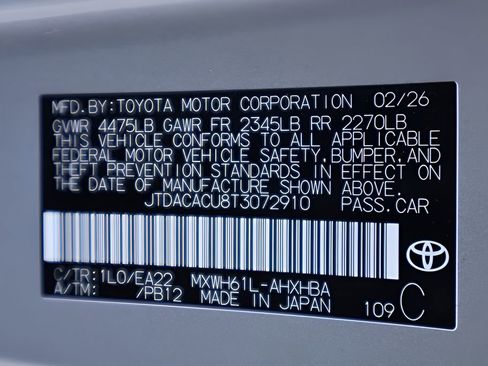 MFD.BY:TOYOTA MOTOR CORPORATION 02/26
GVWR 4475LB GAWR FR 2345LB RR 2270LB
THIS VEHICLE CONFORMS TO ALL APPLICABLE
FEDERAL MOTOR VEHICLE SAFETY,BUMPER,AND
THEFT PREVENTION STANDARDS IN EFFECT ON
THE DATE OF MANUFACTURE SHOWN ABOVE.
JTDACACU8T3072910 PASS.CAR
C/TR:1L0/EA22 MXWH61L-AHXHBA
A/TM: /PB12 MADE IN JAPAN 109 C